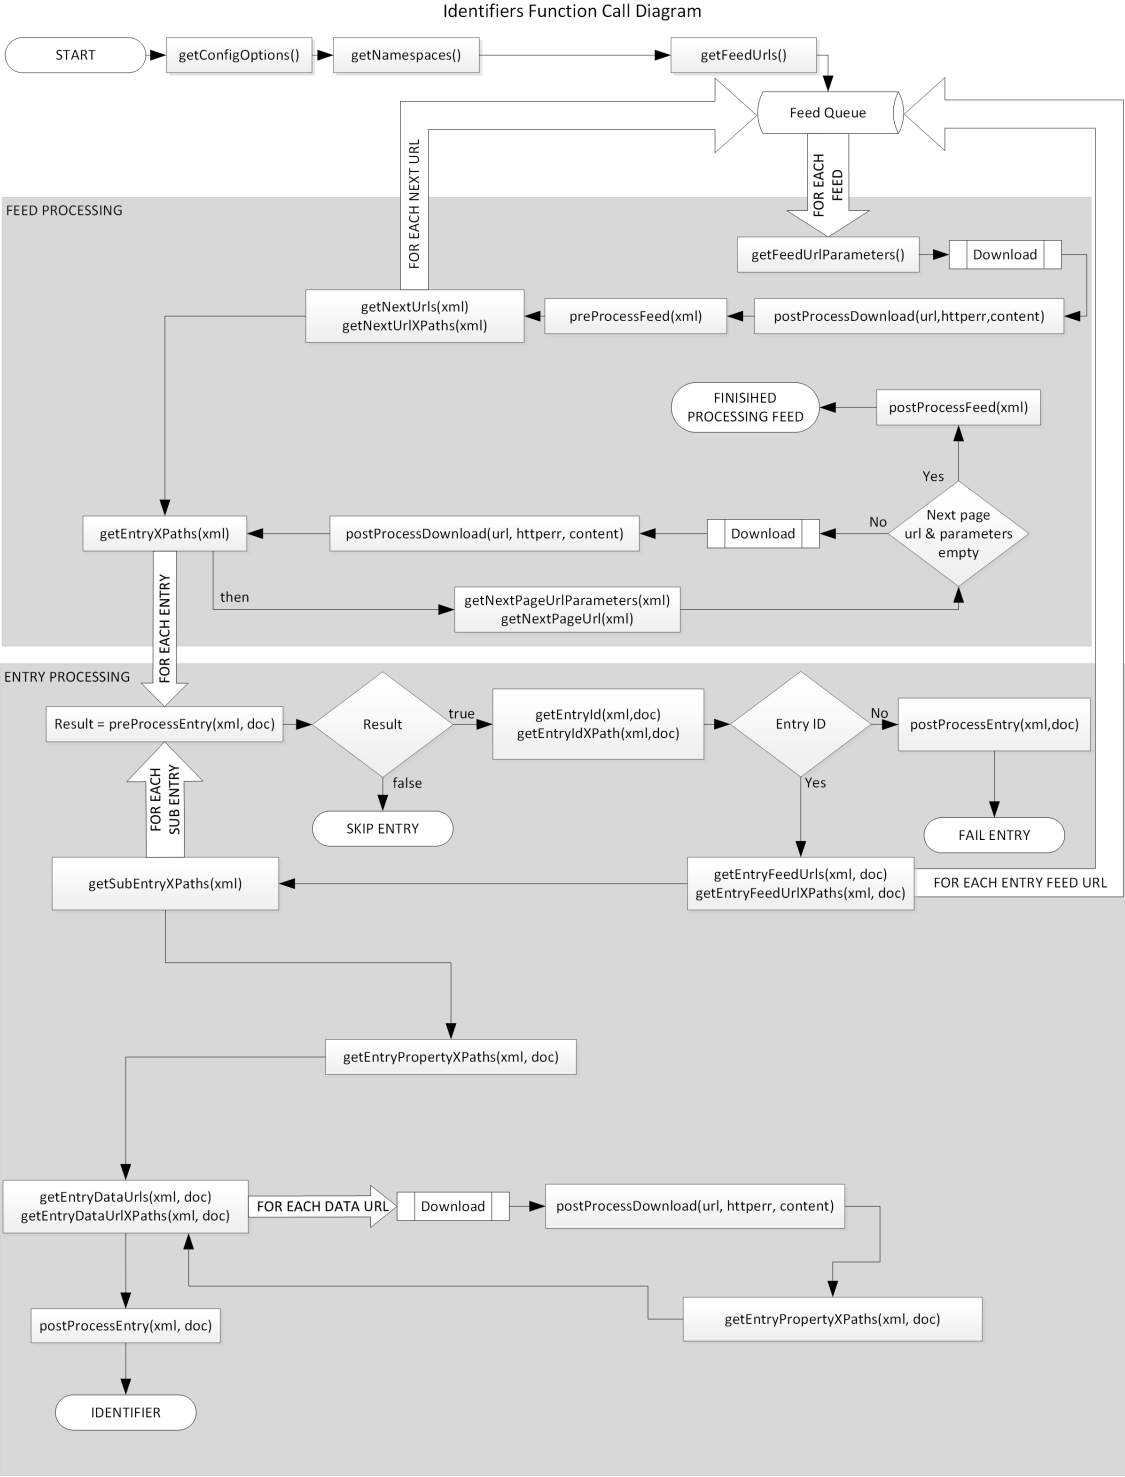 Identifiers Function Call Diagram
START
getConfigOptions()
getNamespaces()
getFeedUrls()
Feed Queue
FOR EACH
FEED
FOR EACH NEXT URL
FEED PROCESSING
getFeedUrlParameters()
Download
getNextUrls(xml)
getNextUrlXPaths(xml)
preProcessFeed(xml)
postProcessDownload(url,httperr,content)
FINISIHED
PROCESSING FEED
postProcessFeed(xml)
Yes
Next page
url & parameters
empty
No
Download
postProcessDownload(url, httperr, content)
getEntryXPaths(xml)
then
getNextPageUrlParameters(xml)
getNextPageUrl(xml)
FOR EACH ENTRY
ENTRY PROCESSING
Result = preProcessEntry(xml, doc)
Result
true
false
SKIP ENTRY
getEntryId(xml,doc)
getEntryIdXPath(xml,doc)
Entry ID
No
Yes
postProcessEntry(xml,doc)
FAIL ENTRY
FOR EACH
SUB ENTRY
getSubEntryXPaths(xml)
getEntryFeedUrls(xml, doc)
getEntryFeedUrlXPaths(xml, doc)
FOR EACH ENTRY FEED URL
getEntryPropertyXPaths(xml, doc)
getEntryDataUrls(xml, doc)
getEntryDataUrlXPaths(xml, doc)
FOR EACH DATA URL
Download
postProcessDownload(url, httperr, content)
getEntryPropertyXPaths(xml, doc)
postProcessEntry(xml, doc)
IDENTIFIER